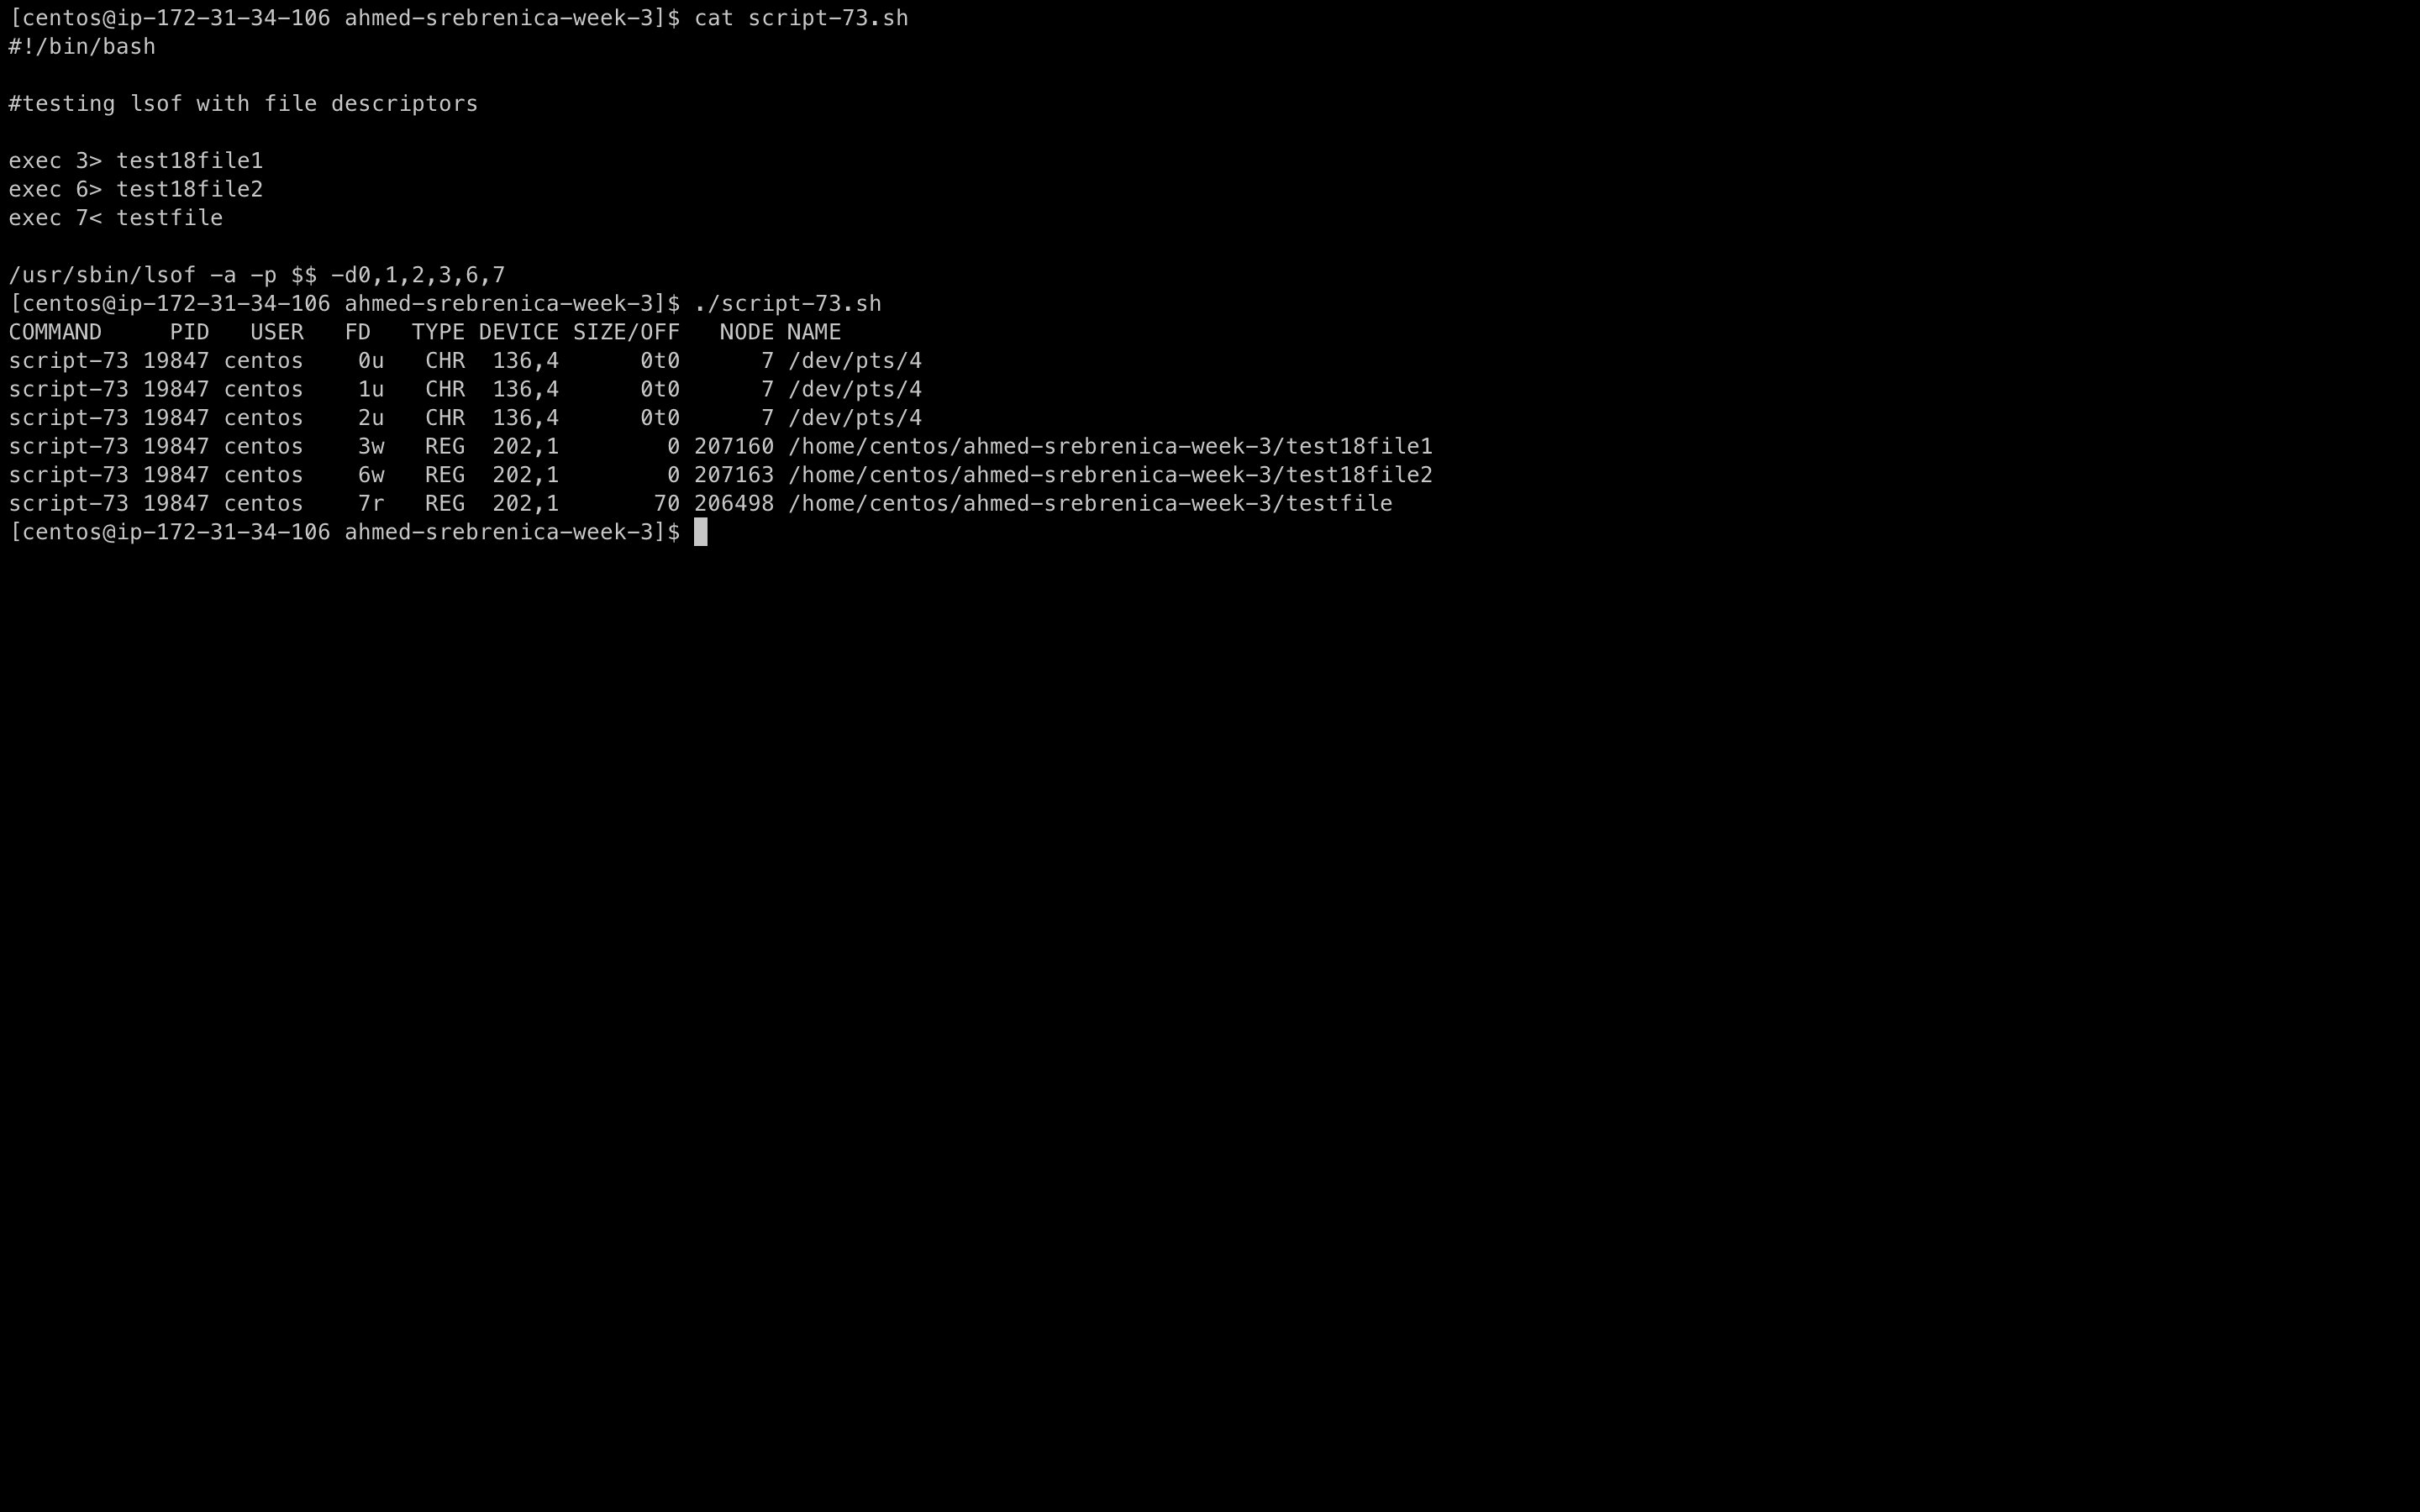 [centos@ip-172-31-34-106 ahmed-srebrenica-week-3]$ cat script-73.sh
#!/bin/bash

#testing lsof with file descriptors

exec 3> test18file1
exec 6> test18file2
exec 7< testfile

/usr/sbin/lsof -a -p $$ -d0,1,2,3,6,7
[centos@ip-172-31-34-106 ahmed-srebrenica-week-3]$ ./script-73.sh
COMMAND     PID   USER   FD   TYPE DEVICE SIZE/OFF   NODE NAME
script-73 19847 centos    0u   CHR  136,4      0t0      7 /dev/pts/4
script-73 19847 centos    1u   CHR  136,4      0t0      7 /dev/pts/4
script-73 19847 centos    2u   CHR  136,4      0t0      7 /dev/pts/4
script-73 19847 centos    3w   REG  202,1        0 207160 /home/centos/ahmed-srebrenica-week-3/test18file1
script-73 19847 centos    6w   REG  202,1        0 207163 /home/centos/ahmed-srebrenica-week-3/test18file2
script-73 19847 centos    7r   REG  202,1       70 206498 /home/centos/ahmed-srebrenica-week-3/testfile
[centos@ip-172-31-34-106 ahmed-srebrenica-week-3]$